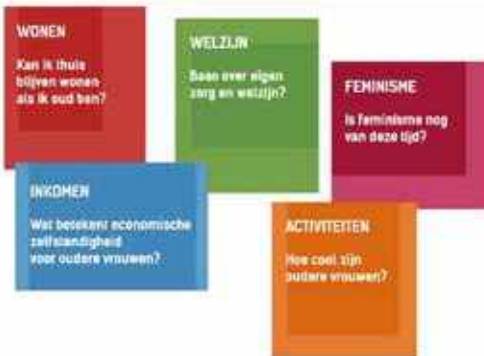 WONEN
Kan ik thuis
blijven wonen
als ik oud ben?
WELZIJN
Baas over eigen
zorg en welzijn?
FEMINISME
Is feminisme nog
van deze tijd?
INKOMEN
Wat betekent economische
zelfstandigheid
voor oudere vrouwen?
ACTIVITEITEN
Hoe cool zijn
oudere vrouwen?